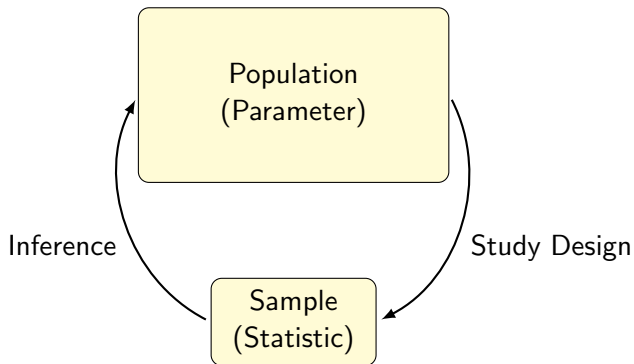 Population
(Parameter)
Inference
Study Design
Sample
(Statistic)